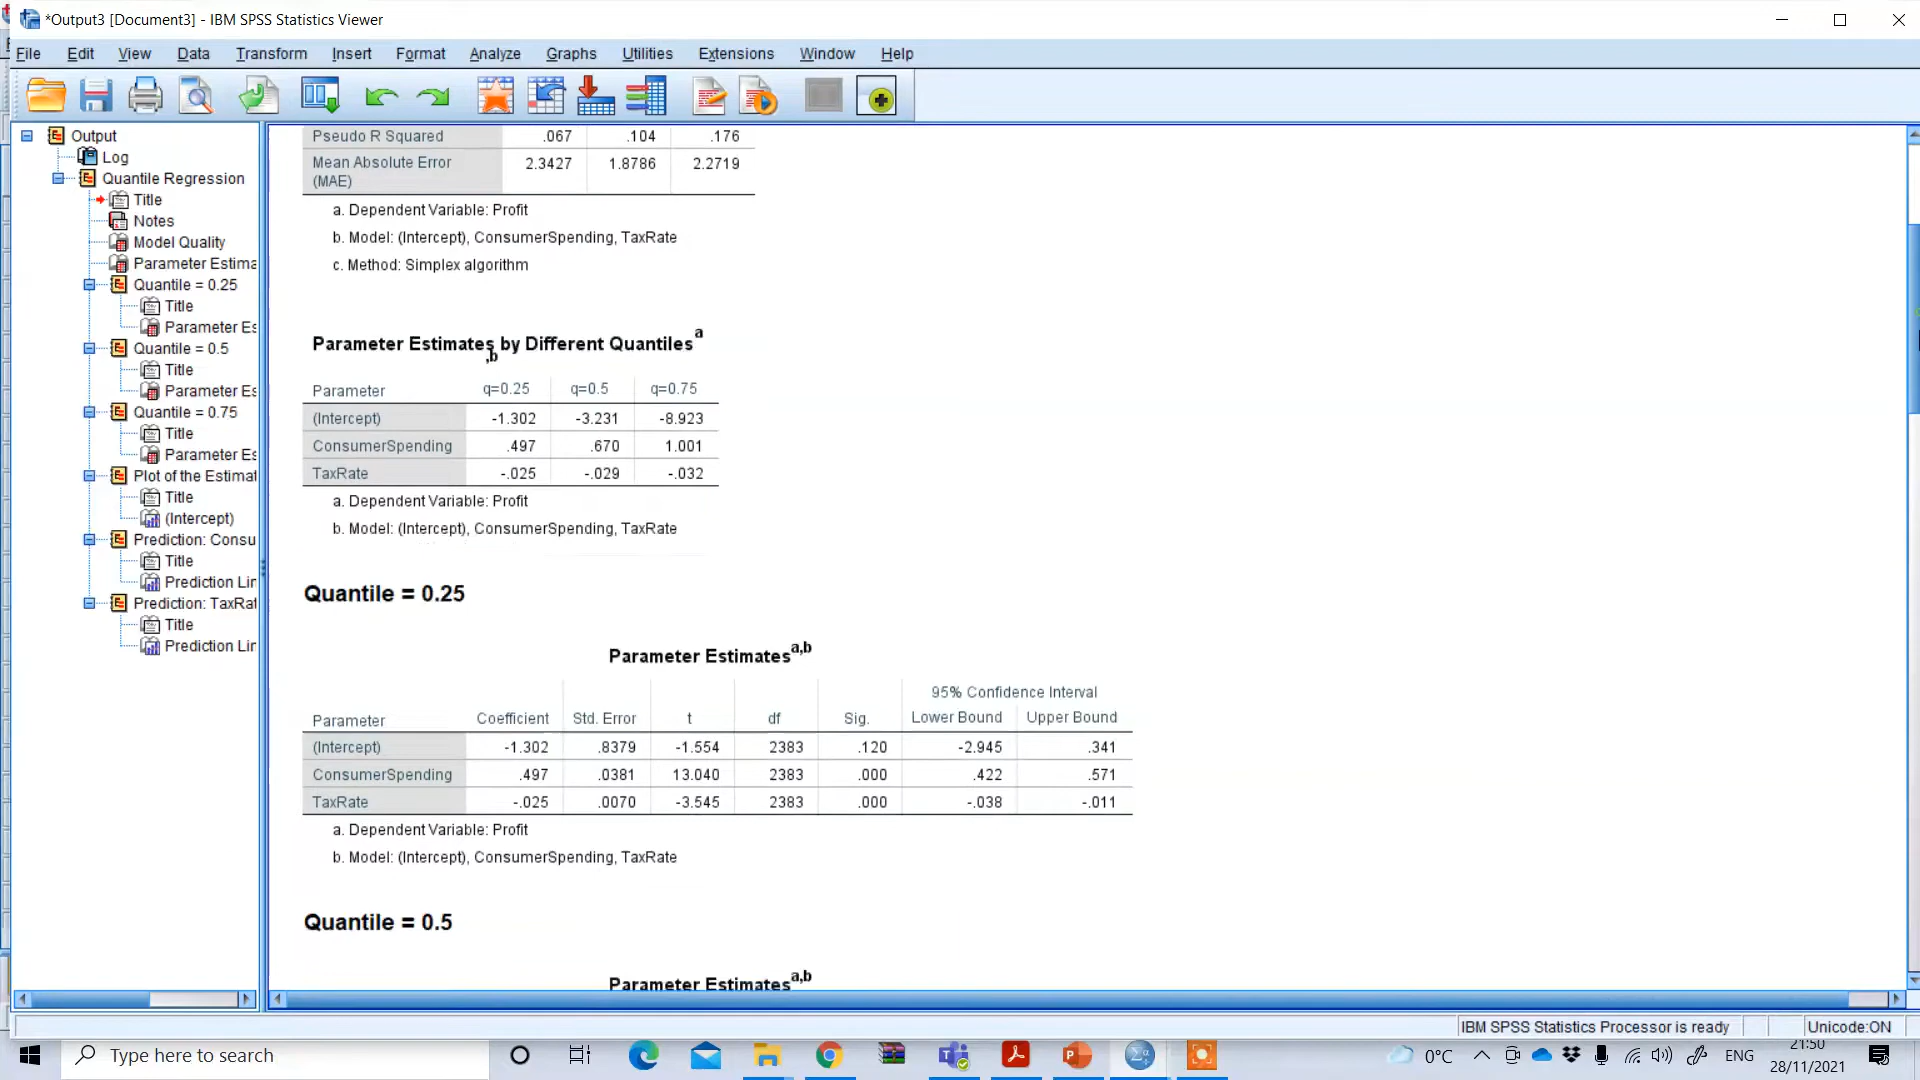 *Output3 [Document3] - IBM SPSS Statistics Viewer
File Edit View Data Transform Insert Format Analyze Graphs Utilities Extensions Window Help
Output
Log
Quantile Regression
Title
Notes
Model Quality
Parameter Estima
Quantile = 0.25
Title
Parameter Es
Quantile = 0.5
Title
Parameter Es
Quantile = 0.75
Title
Parameter Es
Plot of the Estimat
Title
(Intercept)
Prediction: Consu
Title
Prediction Lir
Prediction: TaxRat
Title
Prediction Lir
Pseudo R Squared .067 .104 .176
Mean Absolute Error 2.3427 1.8786 2.2719
(MAE)
a. Dependent Variable: Profit
b. Model: (Intercept), ConsumerSpending, TaxRate
c. Method: Simplex algorithm
Parameter Estimates by Different Quantiles a
,b
Parameter q=0.25 q=0.5 q=0.75
(Intercept) -1.302 -3.231 -8.923
ConsumerSpending .497 .670 1.001
TaxRate -.025 -.029 -.032
a. Dependent Variable: Profit
b. Model: (Intercept), ConsumerSpending, TaxRate
Quantile = 0.25
Parameter Estimates a,b
95% Confidence Interval
Parameter Coefficient Std. Error t df Sig. Lower Bound Upper Bound
(Intercept) -1.302 .8379 -1.554 2383 .120 -2.945 .341
ConsumerSpending .497 .0381 13.040 2383 .000 .422 .571
TaxRate -.025 .0070 -3.545 2383 .000 -.038 -.011
a. Dependent Variable: Profit
b. Model: (Intercept), ConsumerSpending, TaxRate
Quantile = 0.5
Parameter Estimates a,b
IBM SPSS Statistics Processor is ready Unicode:ON
Type here to search 0°C ENG 21:50
28/11/2021